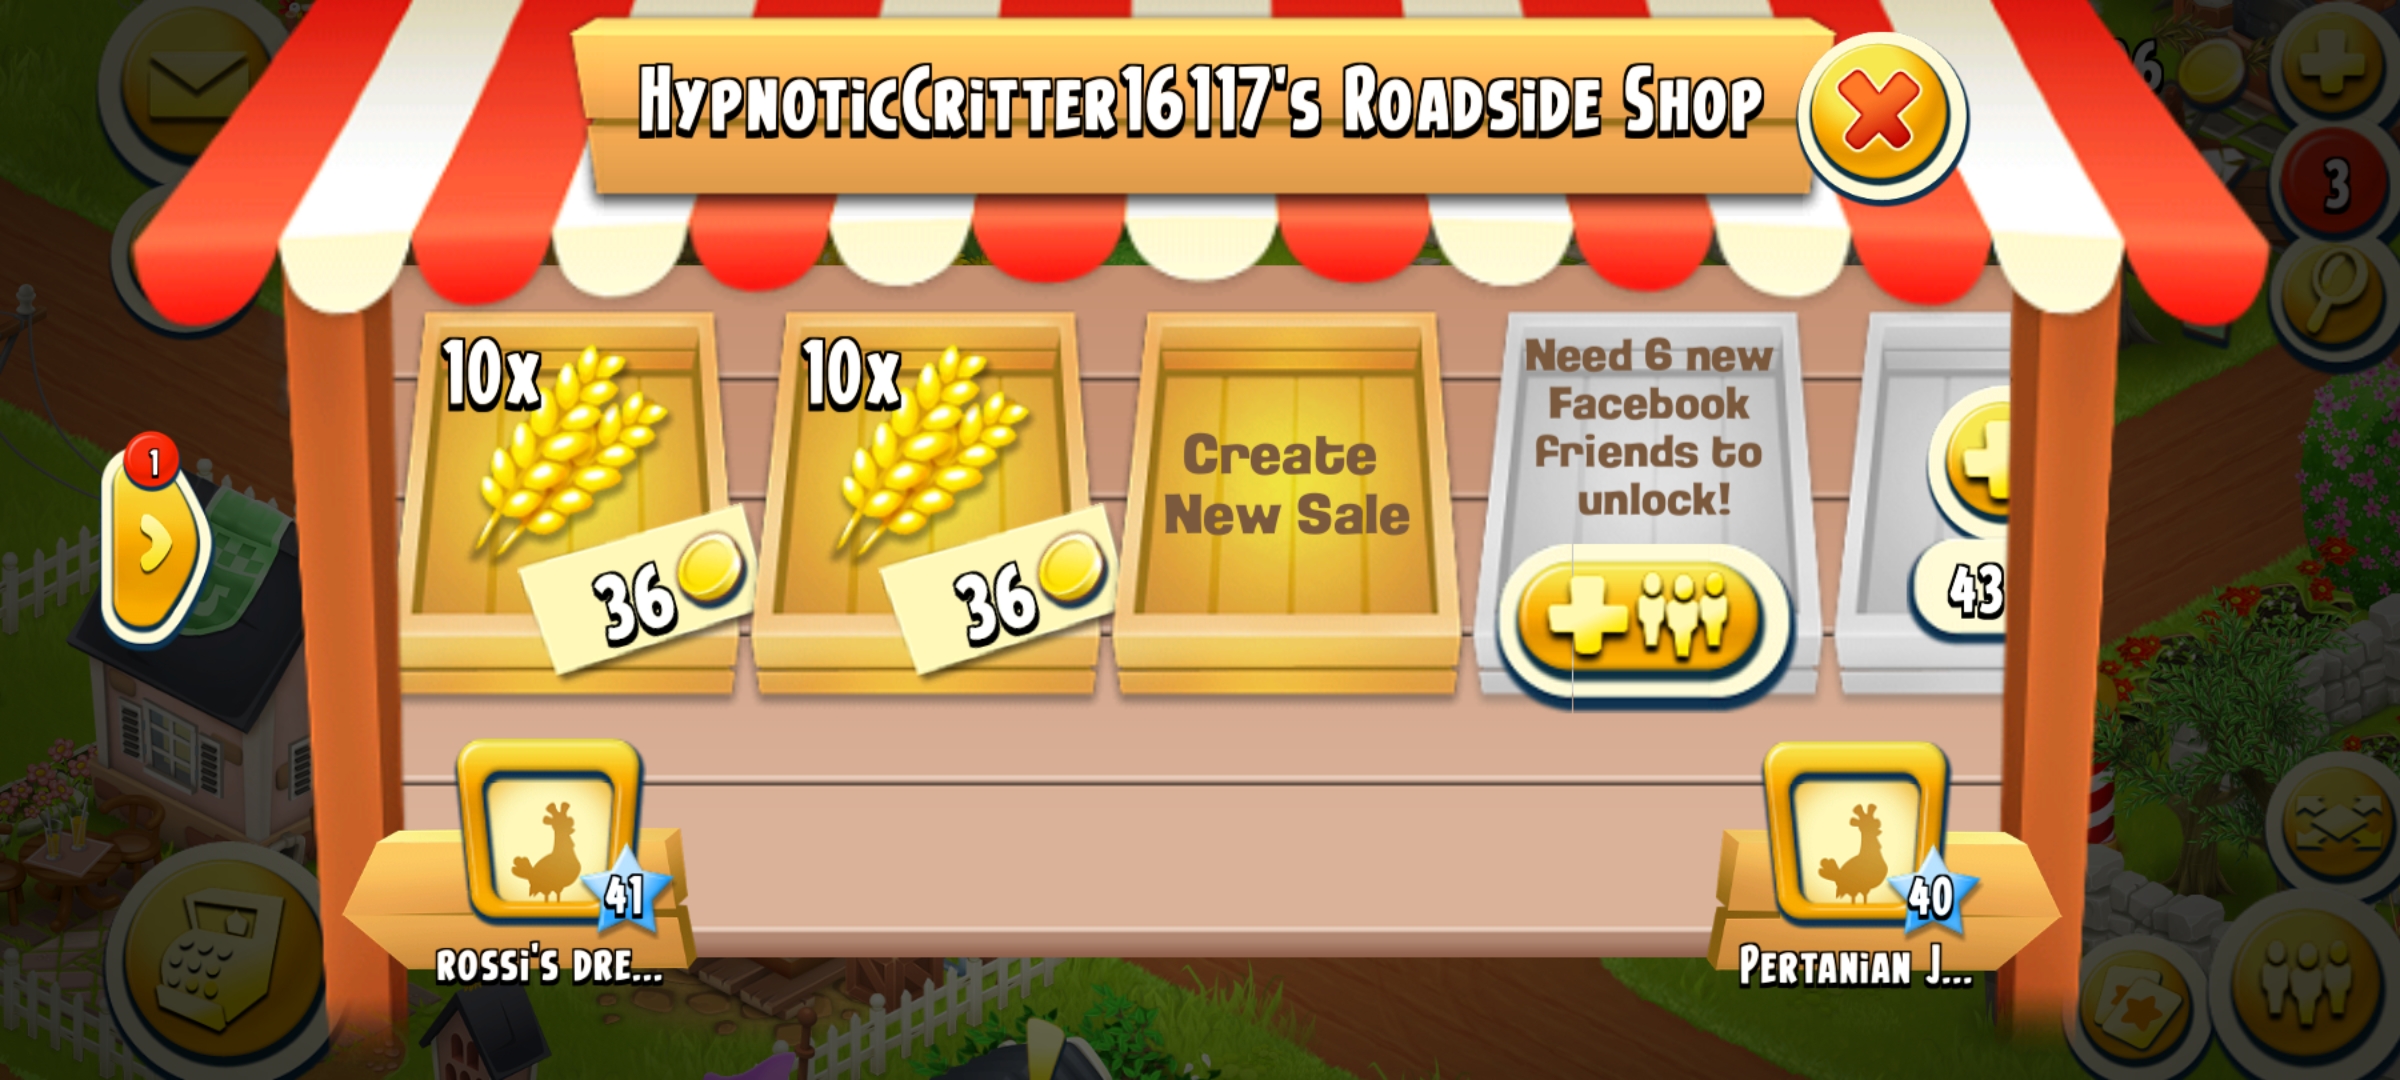 HypnoticCritter16117's Roadside Shop
6
3
1
10x
36
10x
36
Create
New Sale
Need 6 new
Facebook
friends to
unlock!
43
41
ROSSi'S DRE...
40
Pertanian J...